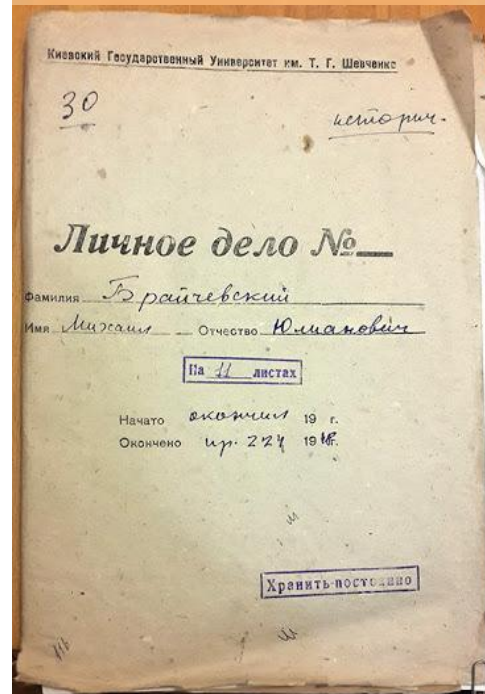 Киевский Государственный Университет им. Т. Г. Шевченко
30
историч.
Личное дело №
Фамилия Брайчевский
Имя Михаил Отчество Юлианович
На 11 листах
Начато окончил 19 г.
Окончено пр. 227 1948г.
Хранить постоянно